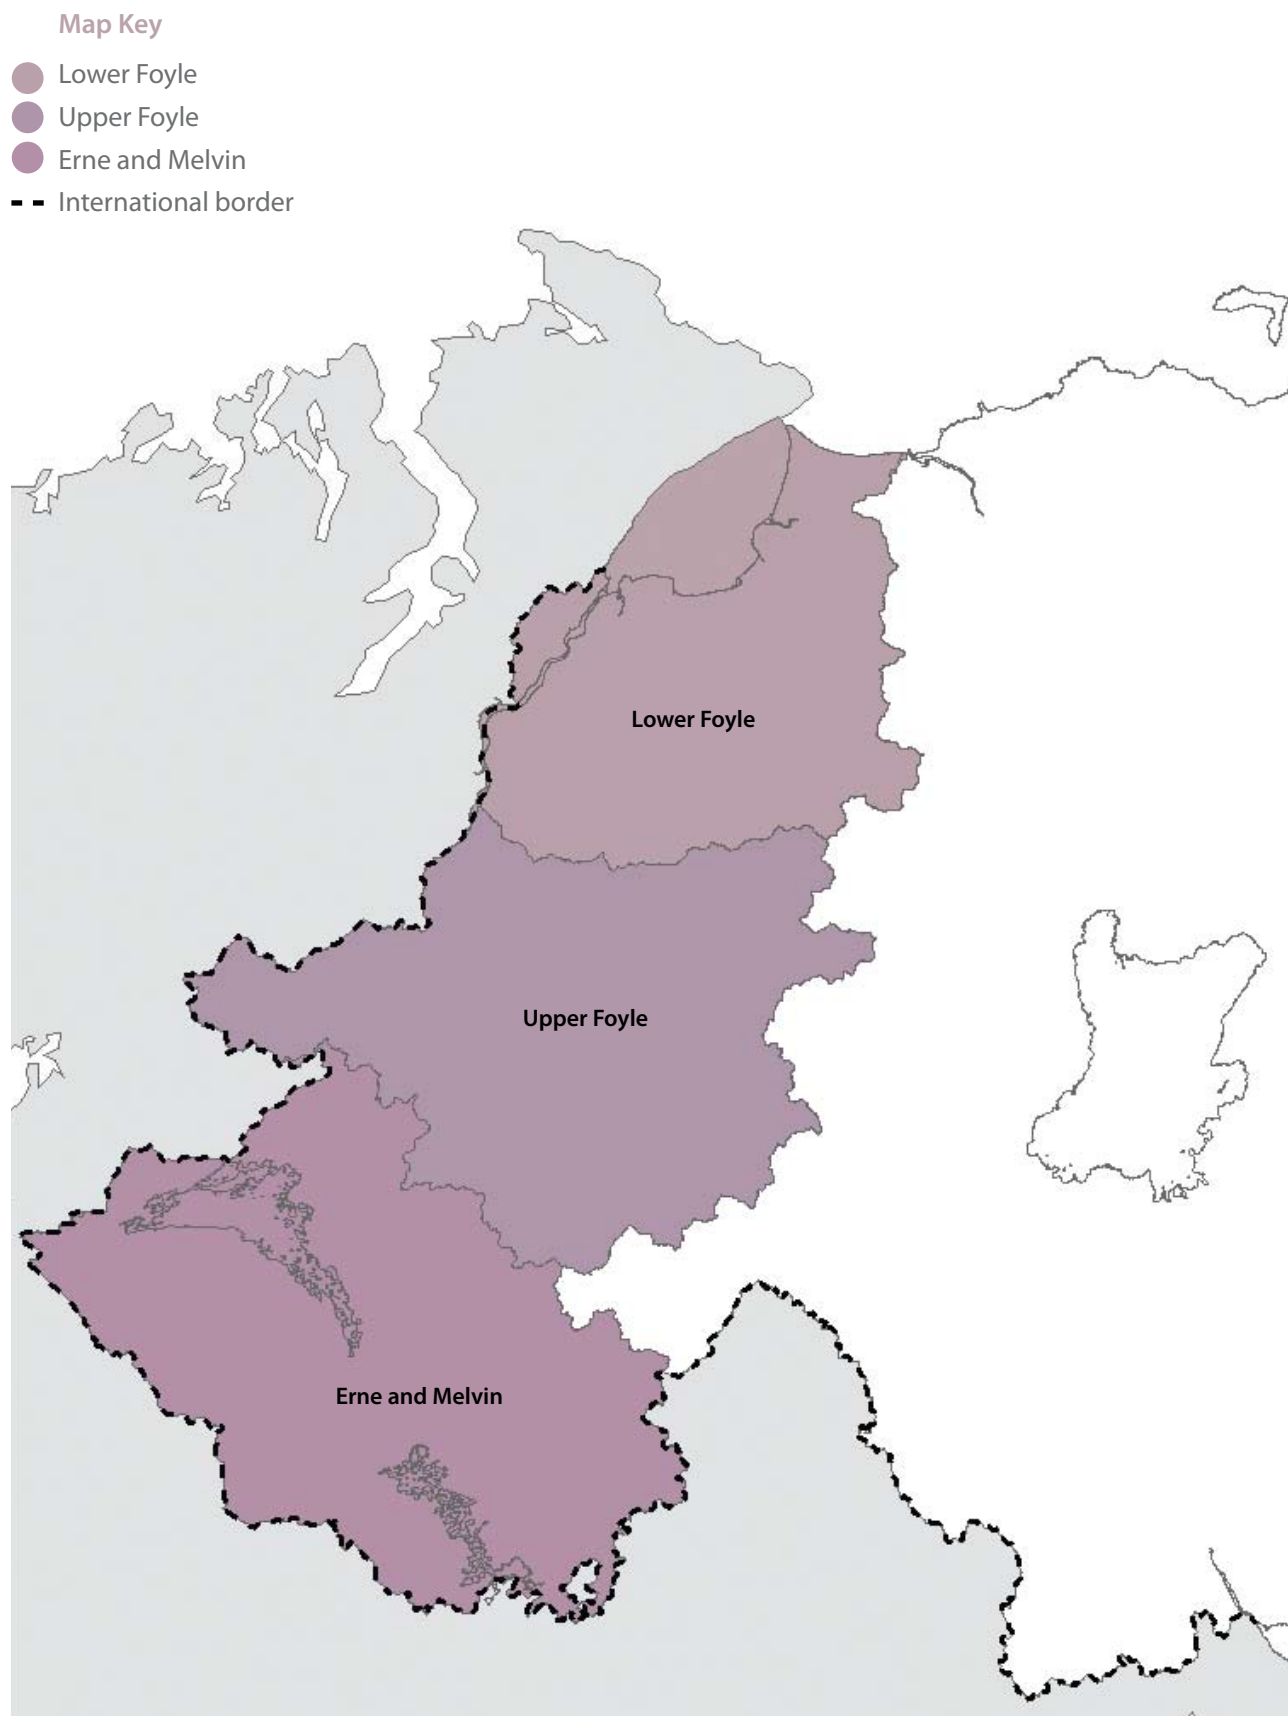 Map Key
Lower Foyle
Upper Foyle
Erne and Melvin
International border
Lower Foyle
Upper Foyle
Erne and Melvin